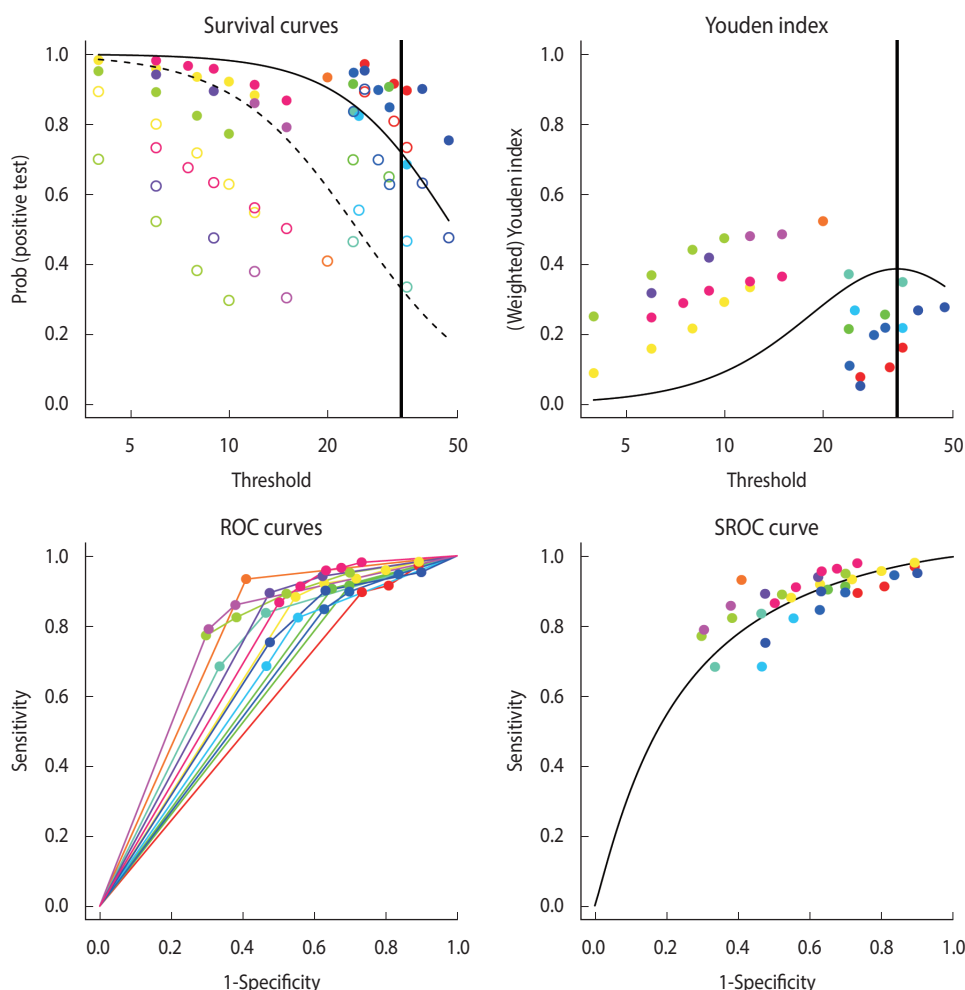 Survival curves
Prob (positive test)
1.0
0.8
0.6
0.4
0.2
0.0
5 10 20 50
Threshold
Youden index
(Weighted) Youden index
1.0
0.8
0.6
0.4
0.2
0.0
5 10 20 50
Threshold
ROC curves
Sensitivity
1.0
0.8
0.6
0.4
0.2
0.0
0.0 0.2 0.4 0.6 0.8 1.0
1-Specificity
SROC curve
Sensitivity
1.0
0.8
0.6
0.4
0.2
0.0
0.0 0.2 0.4 0.6 0.8 1.0
1-Specificity